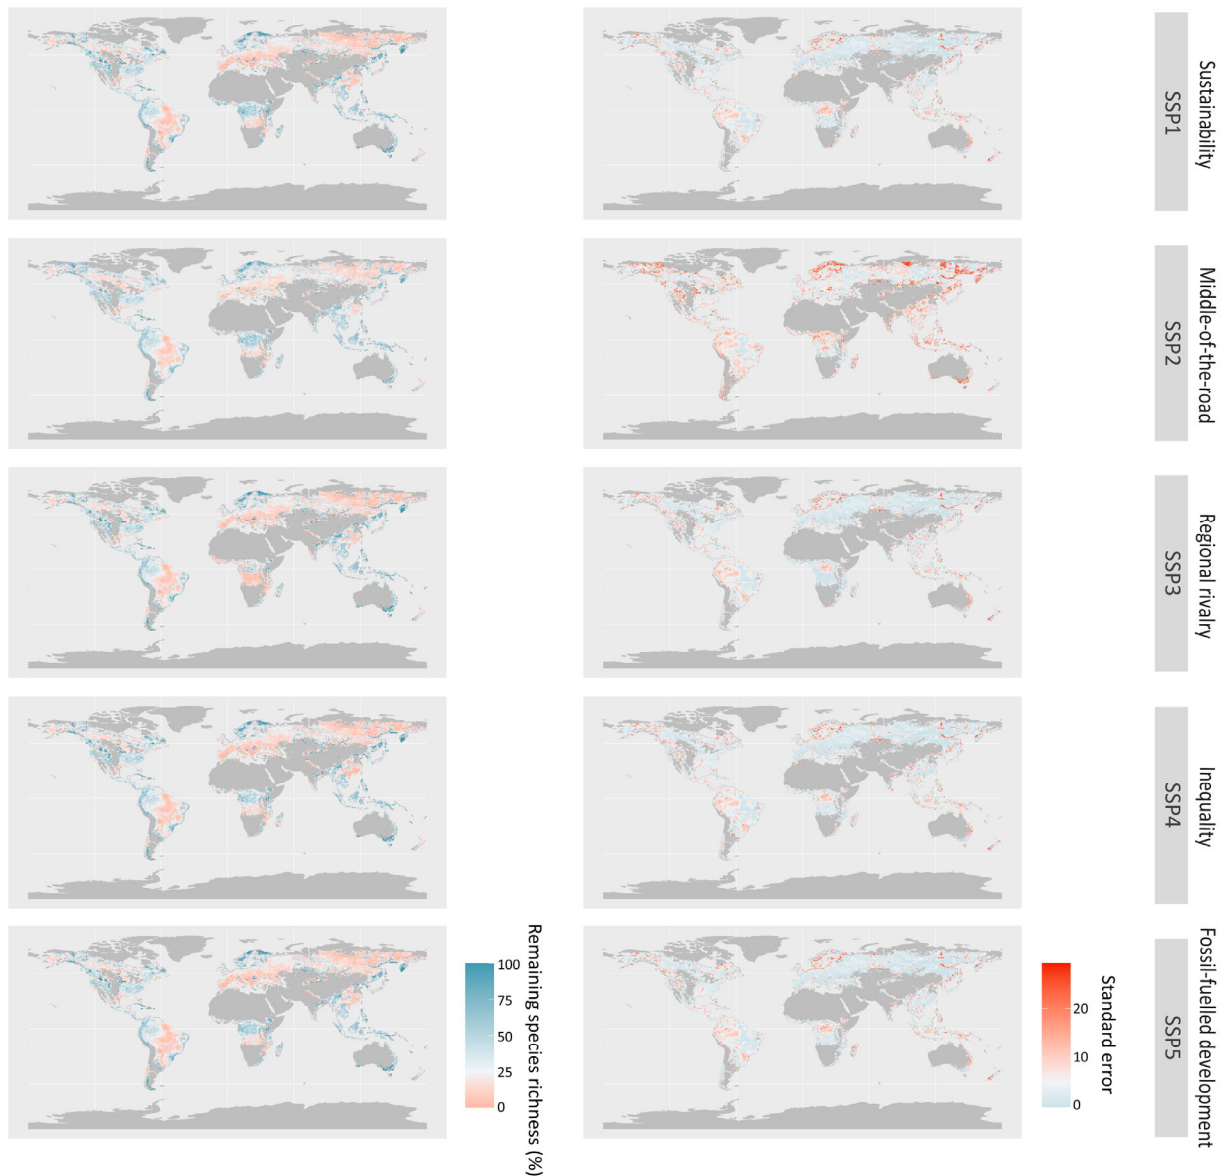 Sustainability
SSP1
Middle-of-the-road
SSP2
Regional rivalry
SSP3
Inequality
SSP4
Fossil-fuelled development
SSP5
Remaining species richness (%)
100
75
50
25
0
Standard error
20
10
0